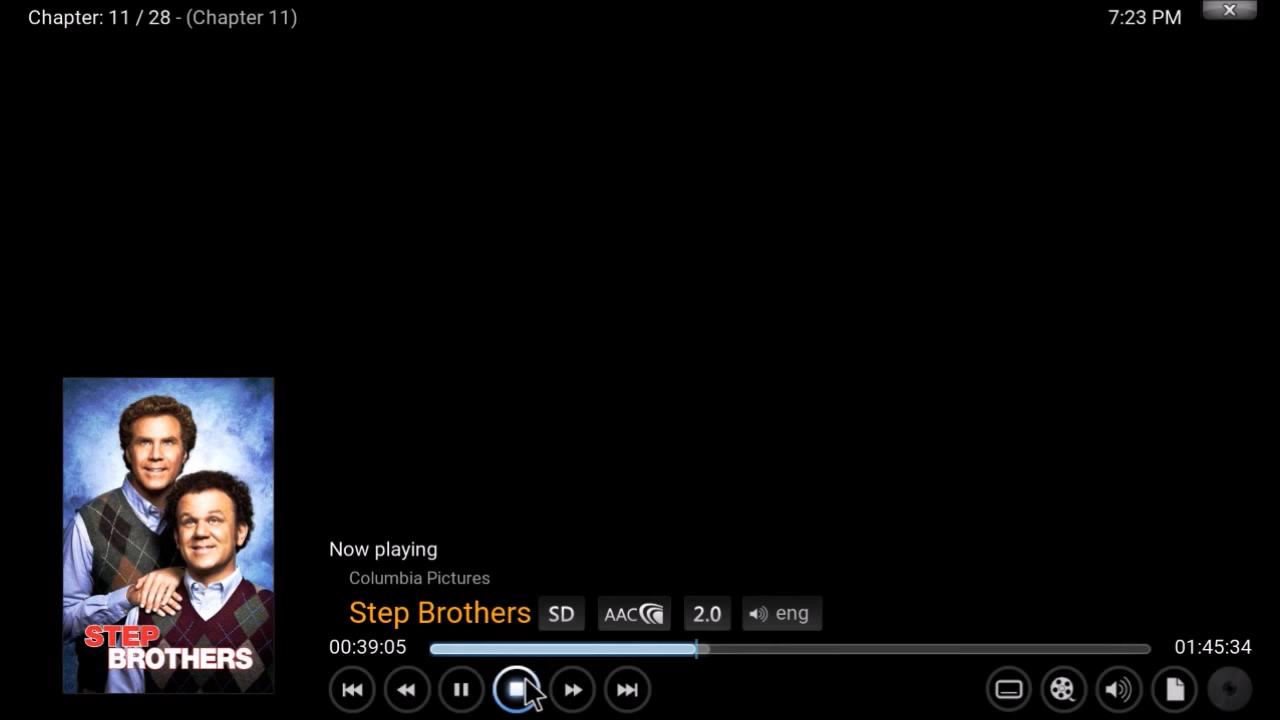 Chapter: 11 / 28 - (Chapter 11)
7:23 PM
Now playing
Columbia Pictures
Step Brothers SD AAC 2.0 eng
00:39:05 01:45:34
STEP
BROTHERS